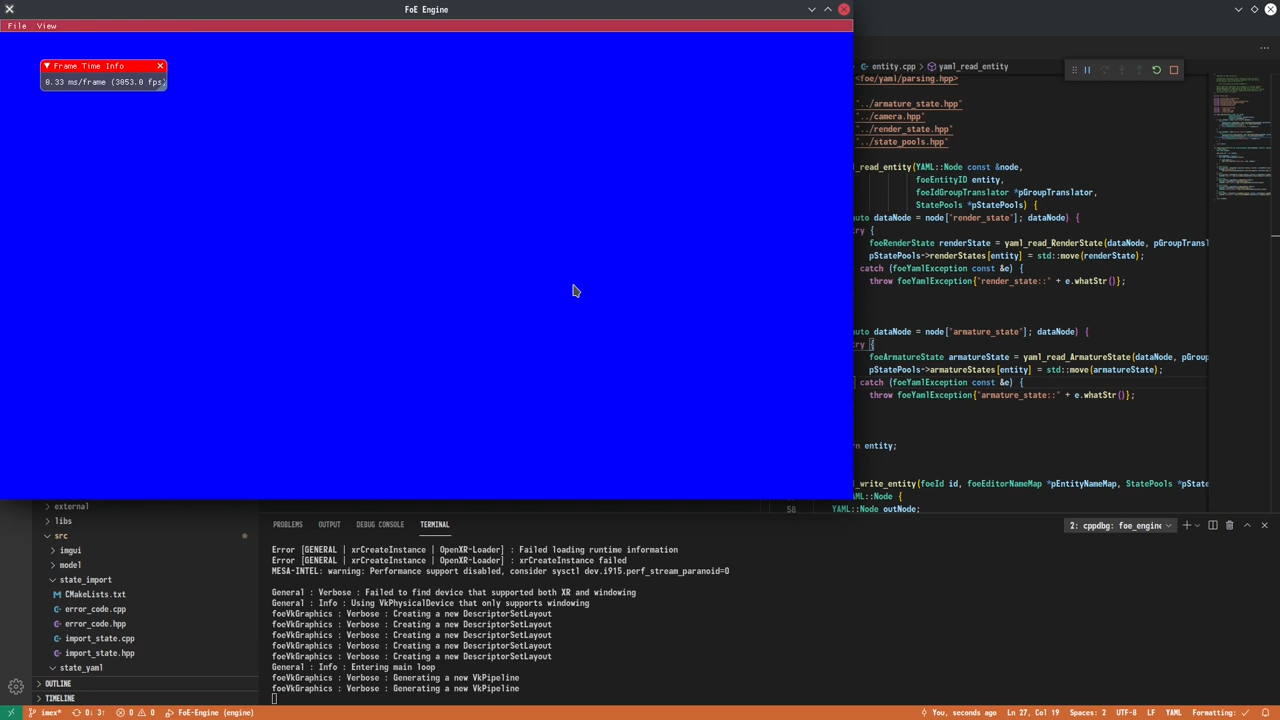 FoE Engine
File View
Frame Time Info
0.33 ms/frame (3053.0 fps)
entity.cpp > yaml_read_entity
<foe/yaml/parsing.hpp>
"../armature_state.hpp"
"../camera.hpp"
"../render_state.hpp"
"../state_pools.hpp"
_read_entity(YAML::Node const &node,
foeEntityID entity,
foeIdGroupTranslator *pGroupTranslator,
StatePools *pStatePools) {
auto dataNode = node["render_state"]; dataNode) {
ry {
foeRenderState renderState = yaml_read_RenderState(dataNode, pGroupTransl
pStatePools->renderStates[entity] = std::move(renderState);
catch (foeYamlException const &e) {
throw foeYamlException{"render_state::" + e.whatStr()};
uto dataNode = node["armature_state"]; dataNode) {
ry {
foeArmatureState armatureState = yaml_read_ArmatureState(dataNode, pGroup
pStatePools->armatureStates[entity] = std::move(armatureState);
} catch (foeYamlException const &e) {
throw foeYamlException{"armature_state::" + e.whatStr()};
n entity;
_write_entity(foeId id, foeEditorNameMap *pEntityNameMap, StatePools *pState
AML::Node {
58 YAML::Node outNode;
external
libs
src
imgui
model
state_import
CMakeLists.txt
error_code.cpp
error_code.hpp
import_state.cpp
import_state.hpp
state_yaml
OUTLINE
TIMELINE
PROBLEMS OUTPUT DEBUG CONSOLE TERMINAL
2: cppdbg: foe_engine
Error [GENERAL | xrCreateInstance | OpenXR-Loader] : Failed loading runtime information
Error [GENERAL | xrCreateInstance | OpenXR-Loader] : xrCreateInstance failed
MESA-INTEL: warning: Performance support disabled, consider sysctl dev.i915.perf_stream_paranoid=0
General : Verbose : Failed to find device that supported both XR and windowing
General : Info : Using VkPhysicalDevice that only supports windowing
foeVkGraphics : Verbose : Creating a new DescriptorSetLayout
foeVkGraphics : Verbose : Creating a new DescriptorSetLayout
foeVkGraphics : Verbose : Creating a new DescriptorSetLayout
foeVkGraphics : Verbose : Creating a new DescriptorSetLayout
foeVkGraphics : Verbose : Creating a new DescriptorSetLayout
General : Info : Entering main loop
foeVkGraphics : Verbose : Generating a new VkPipeline
foeVkGraphics : Verbose : Generating a new VkPipeline
imex* 0↓ 3↑ 0 0 FoE-Engine (engine) You, seconds ago Ln 27, Col 19 Spaces: 2 UTF-8 LF YAML Formatting: ✓